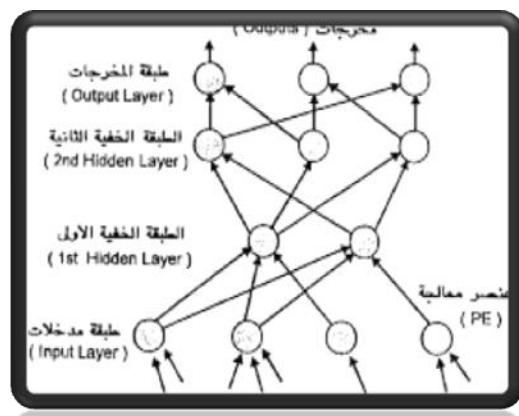 مخرجات ( Outputs )
طبقة المخرجات
( Output Layer )
الطبقة الخفية الثانية
( 2nd Hidden Layer )
الطبقة الخفية الأولى
( 1st Hidden Layer )
عنصر معالجة
( PE )
طبقة مدخلات
( Input Layer )